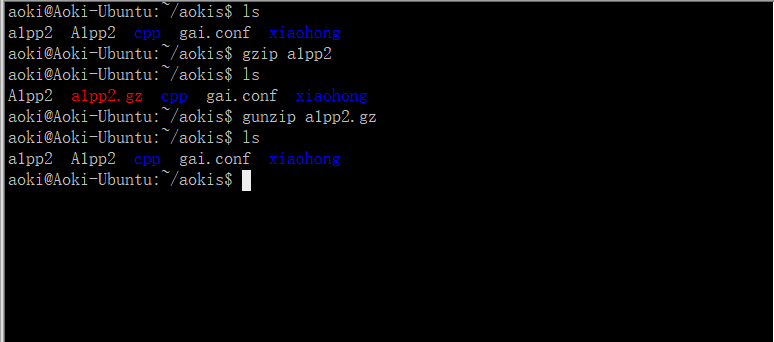 aoki@Aoki-Ubuntu:~/aokis$ ls
a1pp2 A1pp2 cpp gai.conf xiaohong
aoki@Aoki-Ubuntu:~/aokis$ gzip a1pp2
aoki@Aoki-Ubuntu:~/aokis$ ls
A1pp2 a1pp2.gz cpp gai.conf xiaohong
aoki@Aoki-Ubuntu:~/aokis$ gunzip a1pp2.gz
aoki@Aoki-Ubuntu:~/aokis$ ls
a1pp2 A1pp2 cpp gai.conf xiaohong
aoki@Aoki-Ubuntu:~/aokis$